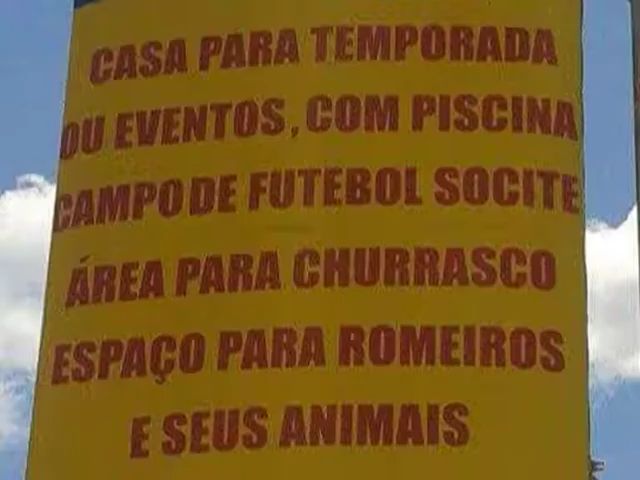 CASA PARA TEMPORADA
OU EVENTOS, COM PISCINA
CAMPO DE FUTEBOL SOCITE
ÁREA PARA CHURRASCO
ESPAÇO PARA ROMEIROS
E SEUS ANIMAIS